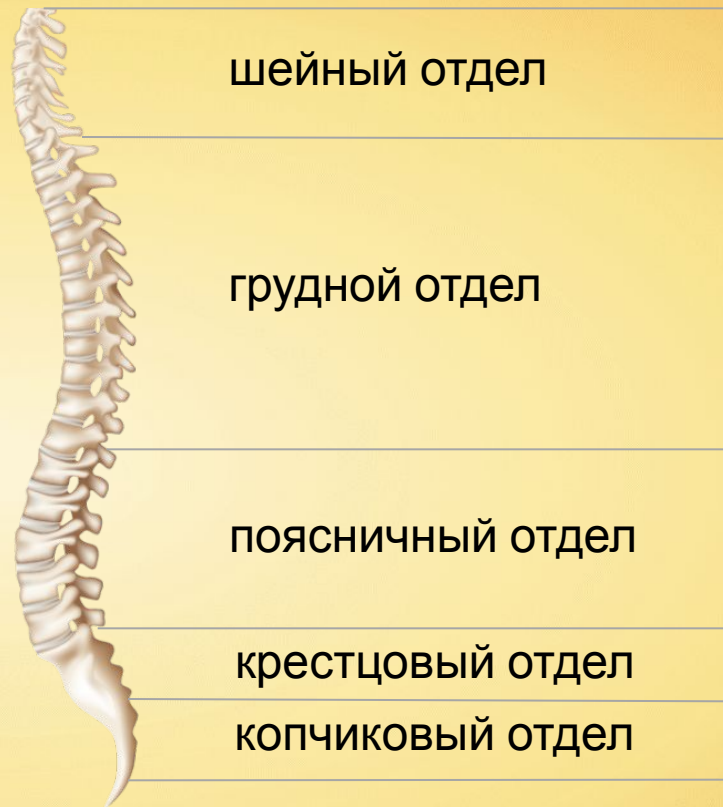 шейный отдел
грудной отдел
поясничный отдел
крестцовый отдел
копчиковый отдел